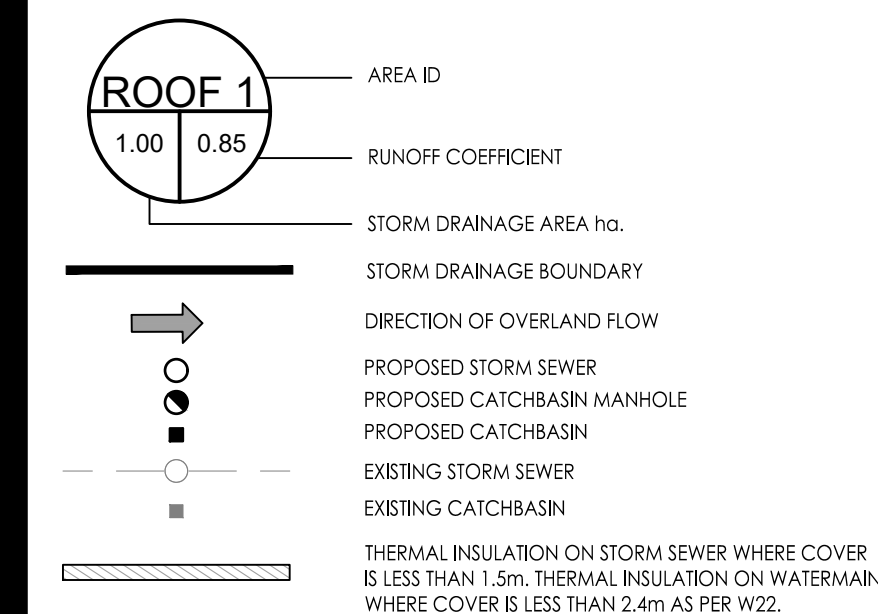 ROOF 1
1.00 0.85
AREA ID
RUNOFF COEFFICIENT
STORM DRAINAGE AREA ha.
STORM DRAINAGE BOUNDARY
DIRECTION OF OVERLAND FLOW
PROPOSED STORM SEWER
PROPOSED CATCHBASIN MANHOLE
PROPOSED CATCHBASIN
EXISTING STORM SEWER
EXISTING CATCHBASIN
THERMAL INSULATION ON STORM SEWER WHERE COVER
IS LESS THAN 1.5m. THERMAL INSULATION ON WATERMAIN
WHERE COVER IS LESS THAN 2.4m AS PER W22.